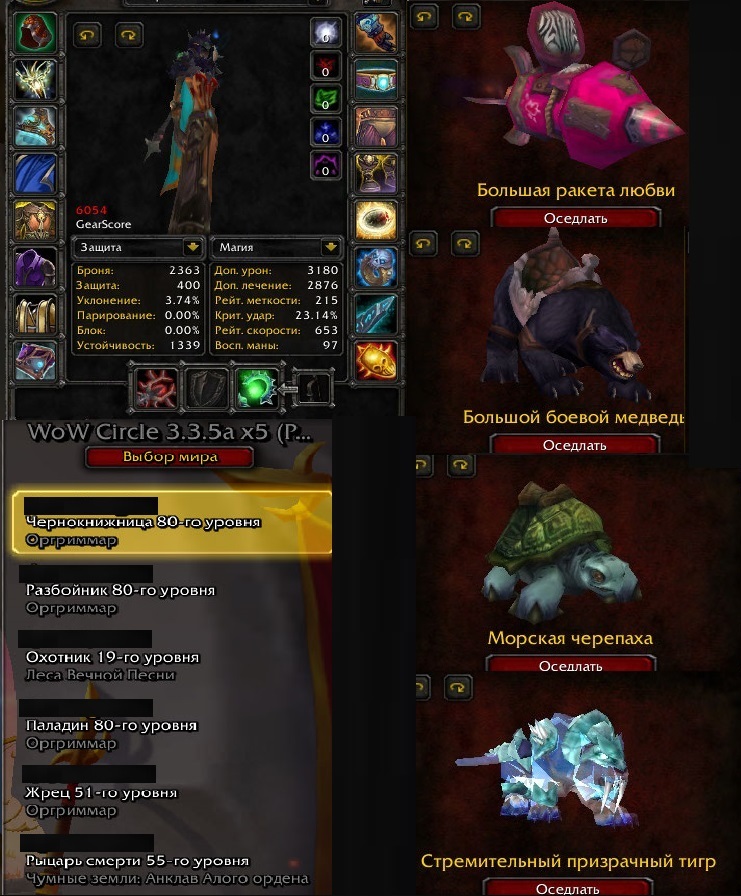 0
0
0
0
0
6054
GearScore
Защита
Магия
Броня: 2363
Защита: 400
Уклонение: 3.74%
Парирование: 0.00%
Блок: 0.00%
Устойчивость: 1339
Доп. урон: 3180
Доп. лечение: 2876
Рейт. меткости: 215
Крит. удар: 23.14%
Рейт. скорости: 653
Восп. маны: 97
WoW Circle 3.3.5a x5 (P...
Выбор мира
Чернокнижница 80-го уровня
Оргриммар
Разбойник 80-го уровня
Оргриммар
Охотник 19-го уровня
Леса Вечной Песни
Паладин 80-го уровня
Оргриммар
Жрец 51-го уровня
Оргриммар
Рыцарь смерти 55-го уровня
Чумные земли: Анклав Алого ордена
Большая ракета любви
Оседлать
Большой боевой медведь
Оседлать
Морская черепаха
Оседлать
Стремительный призрачный тигр
Оседлать